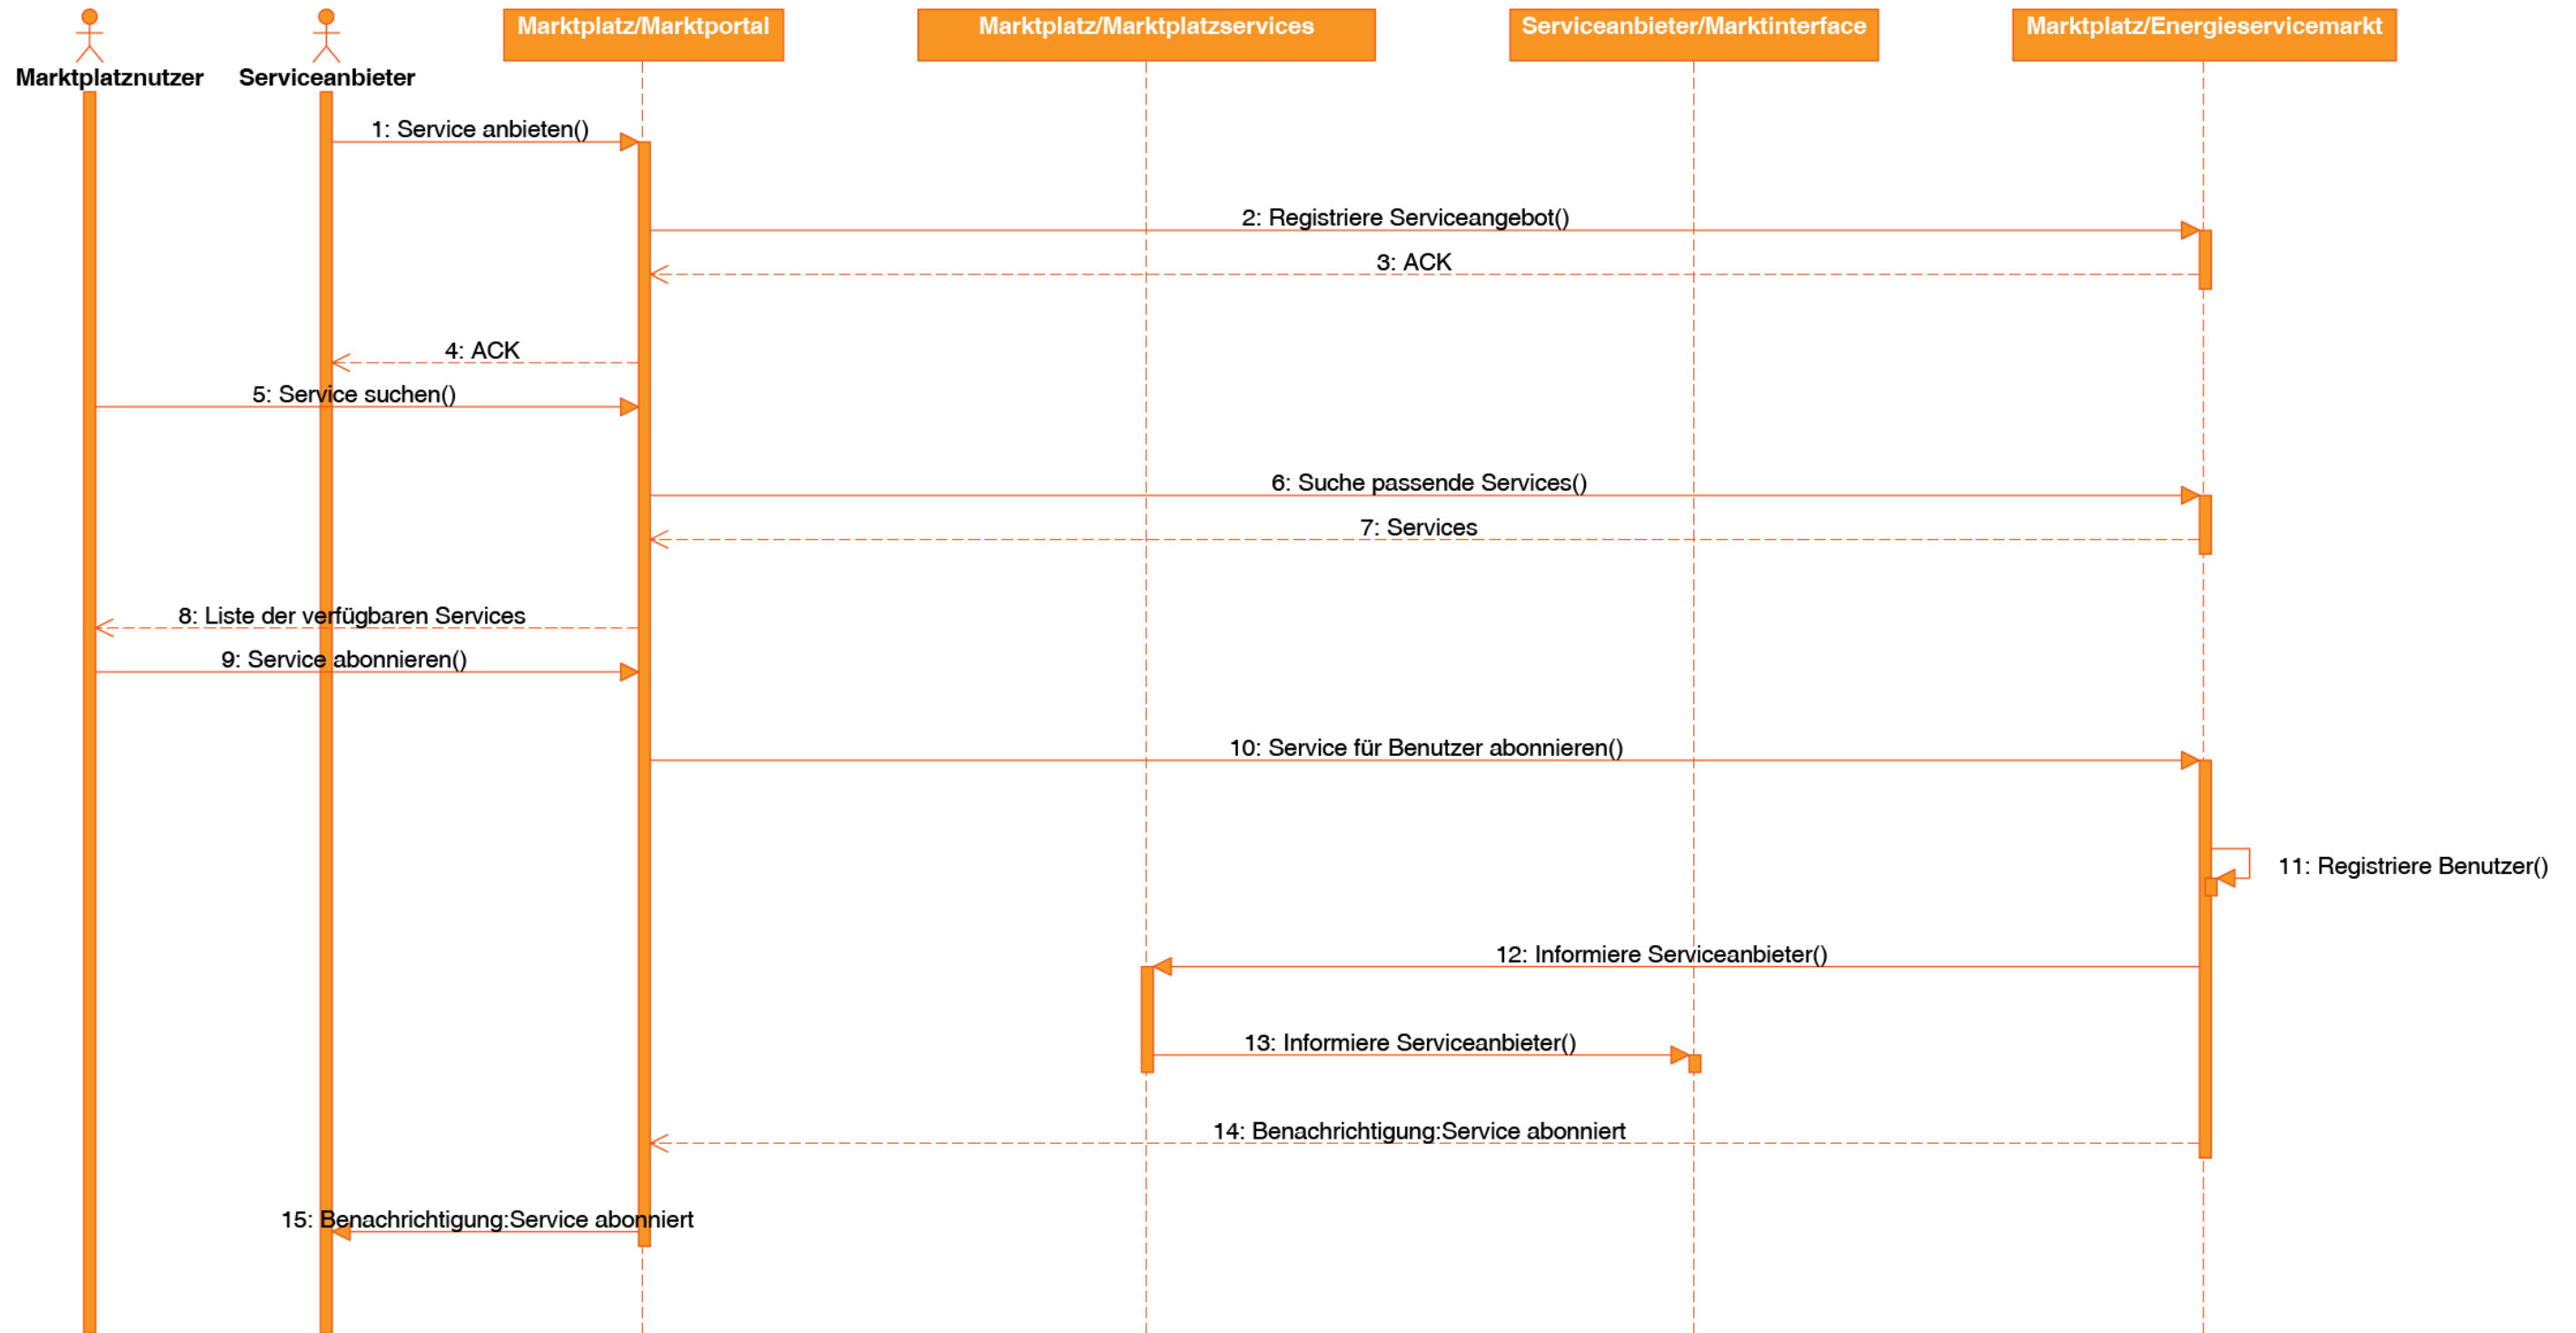 Marktplatznutzer
Serviceanbieter
Marktplatz/Marktportal
Marktplatz/Marktplatzservices
Serviceanbieter/Marktinterface
Marktplatz/Energieservicemarkt
1: Service anbieten()
2: Registriere Serviceangebot()
3: ACK
4: ACK
5: Service suchen()
6: Suche passende Services()
7: Services
8: Liste der verfügbaren Services
9: Service abonnieren()
10: Service für Benutzer abonnieren()
11: Registriere Benutzer()
12: Informiere Serviceanbieter()
13: Informiere Serviceanbieter()
14: Benachrichtigung:Service abonniert
15: Benachrichtigung:Service abonniert